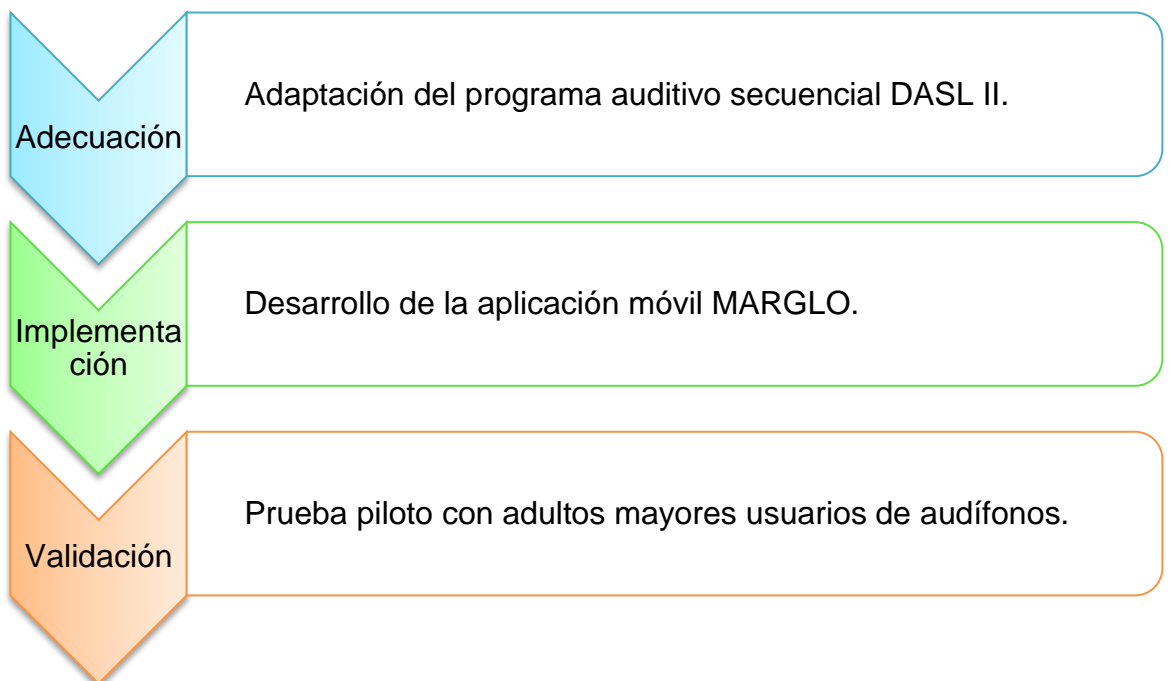 Adecuación
Adaptación del programa auditivo secuencial DASL II.
Implementa
ción
Desarrollo de la aplicación móvil MARGLO.
Validación
Prueba piloto con adultos mayores usuarios de audífonos.